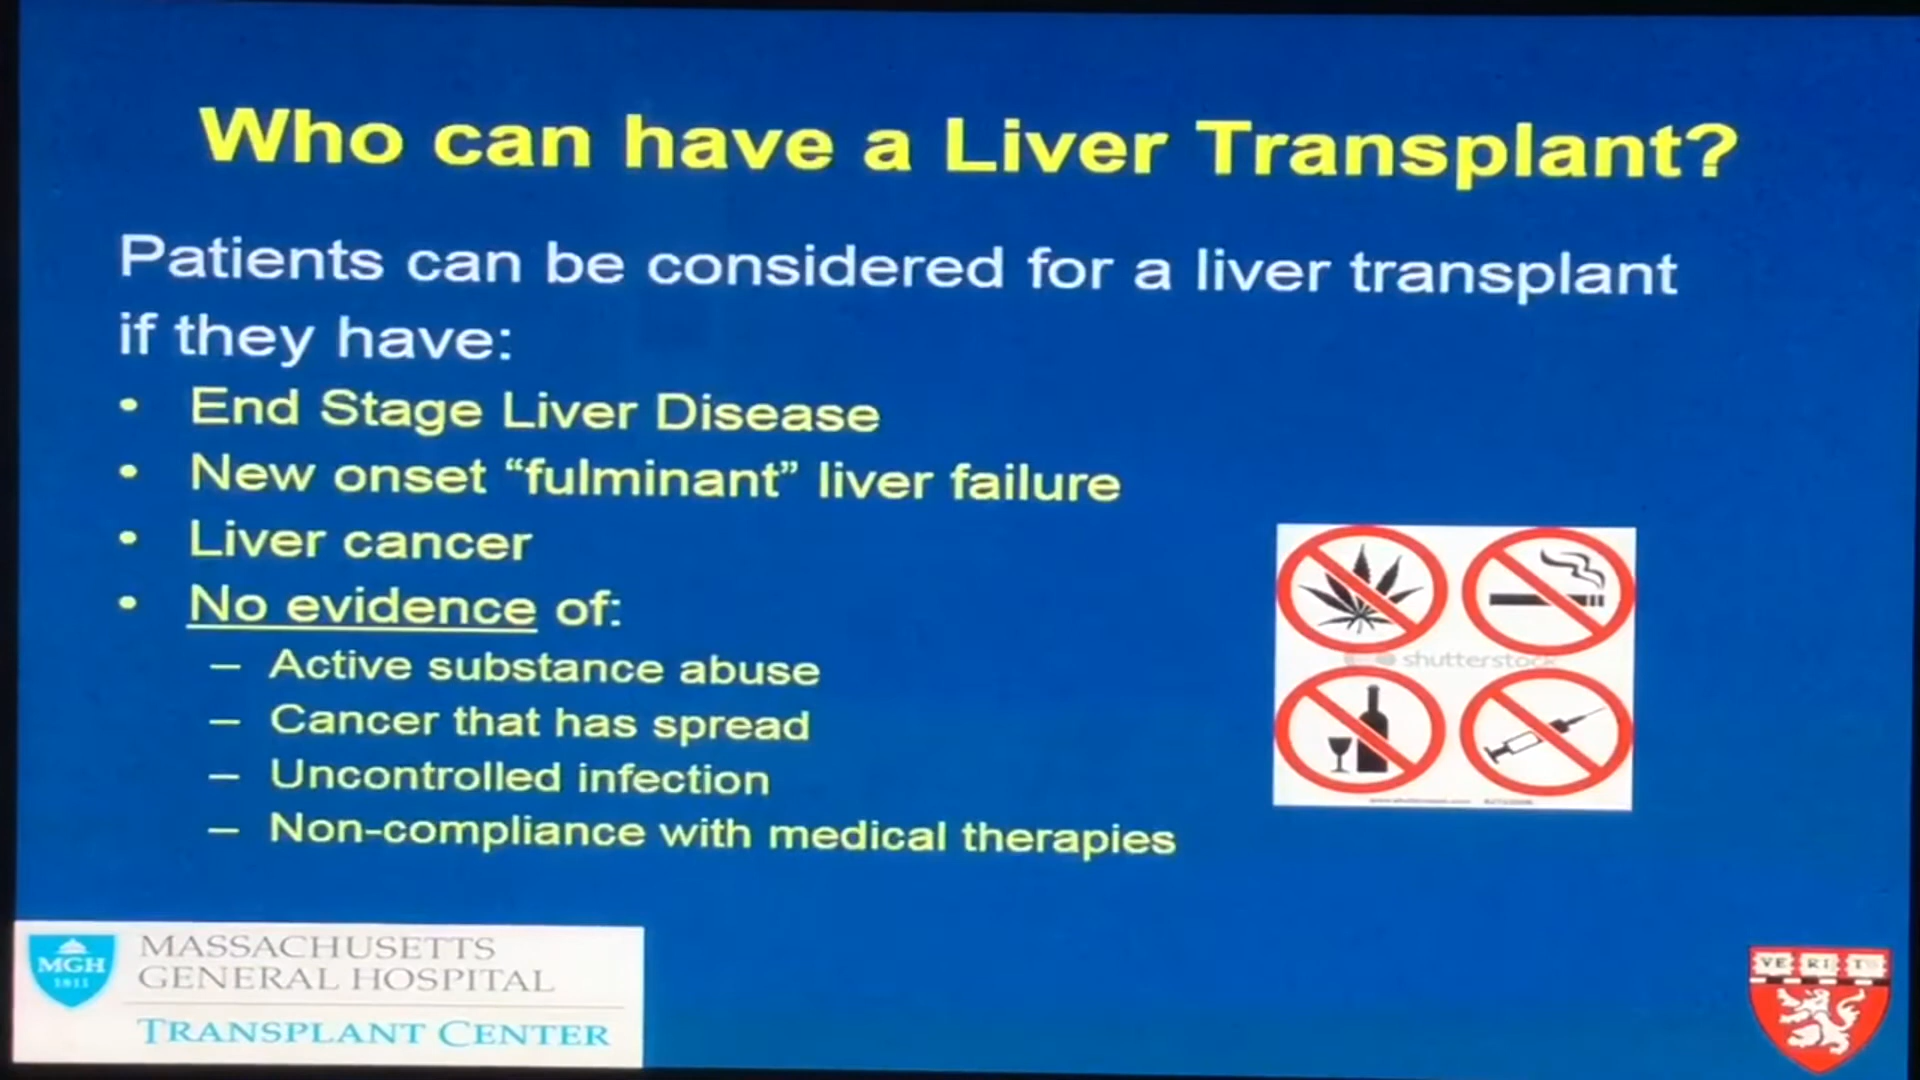 Who can have a Liver Transplant?
Patients can be considered for a liver transplant
if they have:
• End Stage Liver Disease
• New onset “fulminant” liver failure
• Liver cancer
• No evidence of:
– Active substance abuse
– Cancer that has spread
– Uncontrolled infection
– Non-compliance with medical therapies
shutterstock
MGH
1811
MASSACHUSETTS
GENERAL HOSPITAL
TRANSPLANT CENTER
VE RI